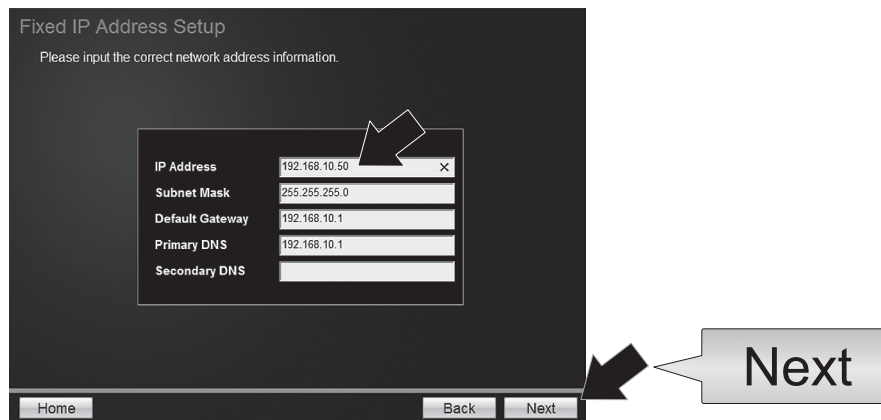 Fixed IP Address Setup
Please input the correct network address information.
IP Address 192.168.10.50 ×
Subnet Mask 255.255.255.0
Default Gateway 192.168.10.1
Primary DNS 192.168.10.1
Secondary DNS
Home Back Next
Next